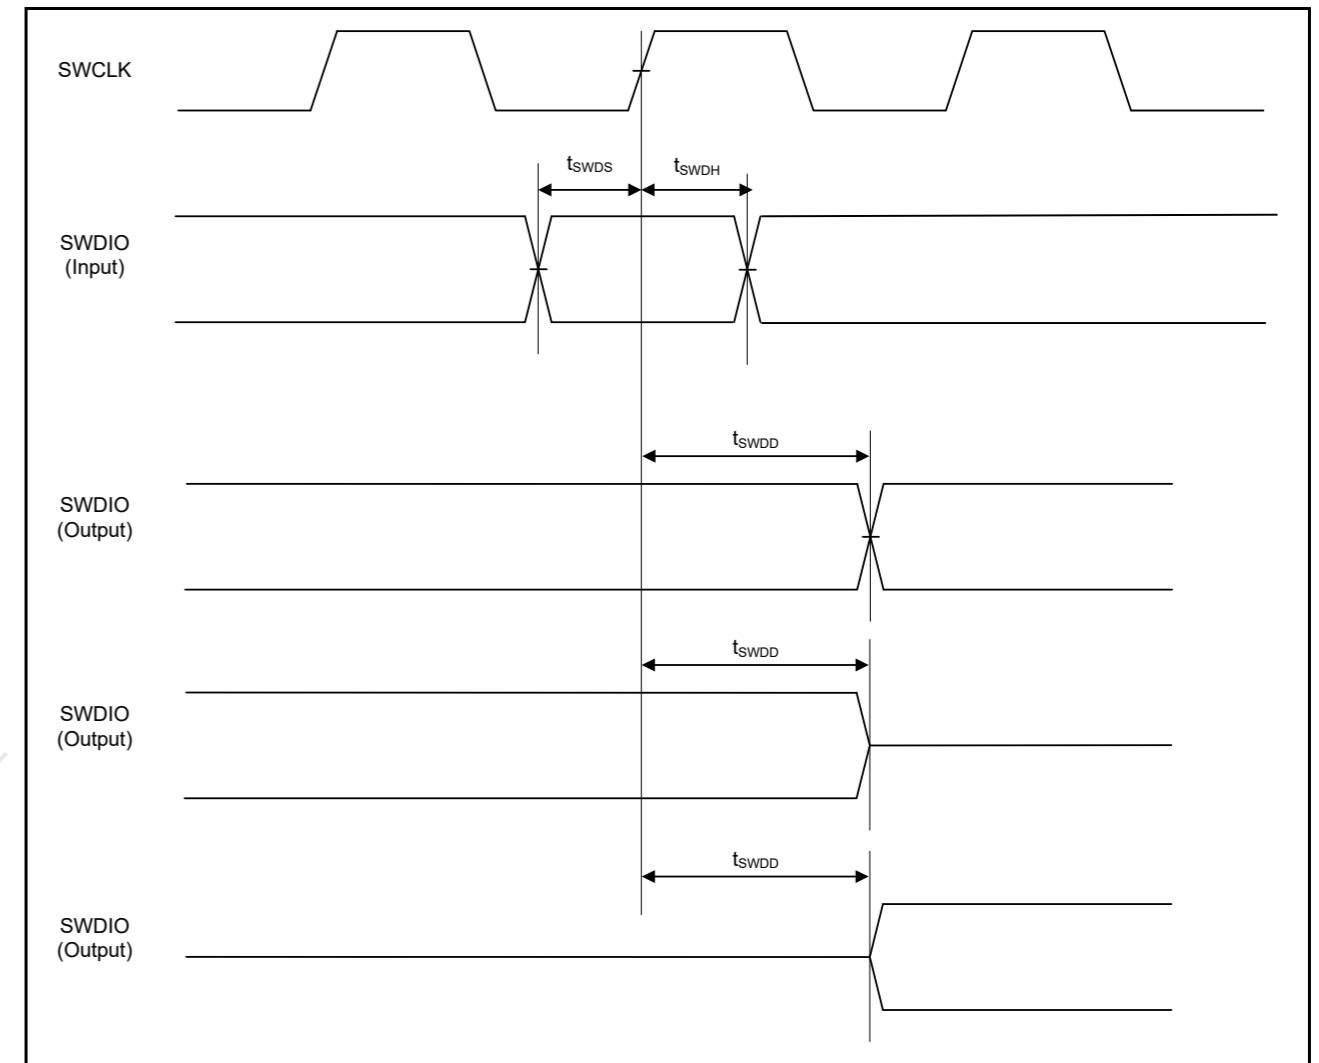 SWCLK
tSWDS
tSWDH
SWDIO
(Input)
tSWDD
SWDIO
(Output)
tSWDD
SWDIO
(Output)
tSWDD
SWDIO
(Output)